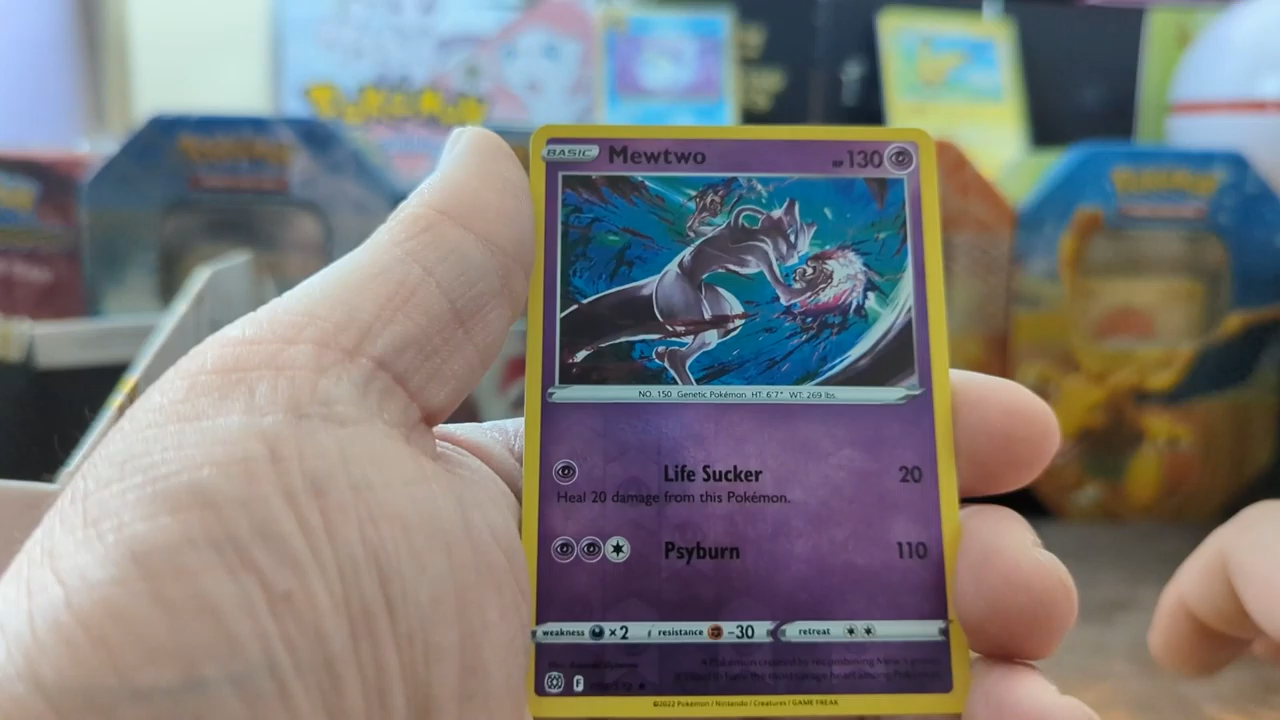 Pokémon
BASIC Mewtwo HP 130
NO. 150 Genetic Pokémon HT: 6'7" WT: 269 lbs.
Life Sucker 20
Heal 20 damage from this Pokémon.
Psyburn 110
weakness ×2 resistance -30 retreat
F
©2022 Pokémon / Nintendo / Creatures / GAME FREAK